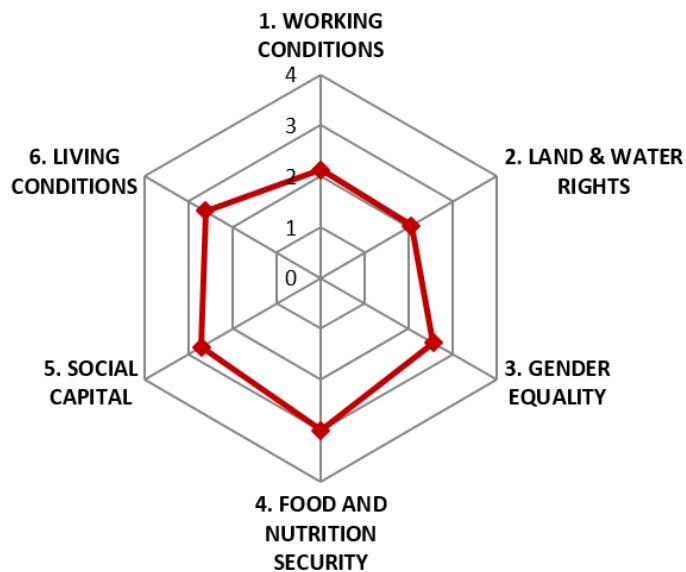 1. WORKING
CONDITIONS
4
3
2
1
0
2. LAND & WATER
RIGHTS
3. GENDER
EQUALITY
4. FOOD AND
NUTRITION
SECURITY
5. SOCIAL
CAPITAL
6. LIVING
CONDITIONS